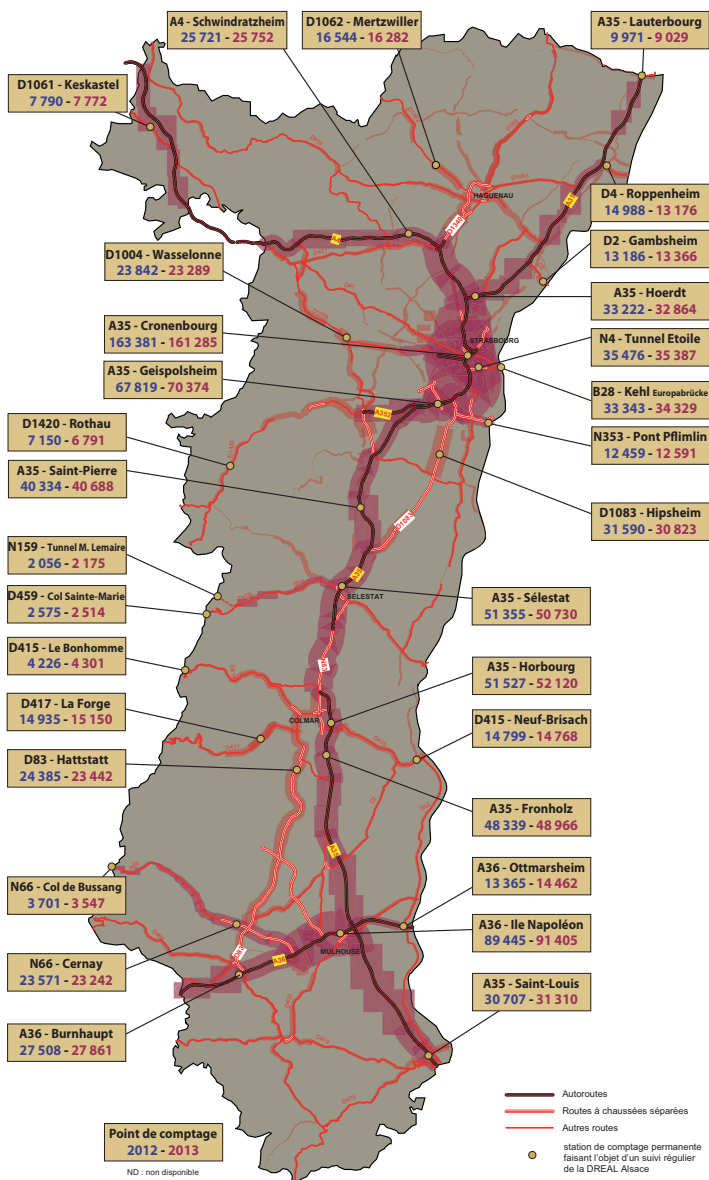 A4 - Schwindratzheim
25 721 - 25 752
D1062 - Mertzwiller
16 544 - 16 282
A35 - Lauterbourg
9 971 - 9 029
D1061 - Keskastel
7 790 - 7 772
D4 - Roppenheim
14 988 - 13 176
D2 - Gambsheim
13 186 - 13 366
D1004 - Wasselonne
23 842 - 23 289
A35 - Hoerdt
33 222 - 32 864
A35 - Cronenbourg
163 381 - 161 285
N4 - Tunnel Etoile
35 476 - 35 387
A35 - Geispolsheim
67 819 - 70 374
B28 - Kehl Europabrücke
33 343 - 34 329
D1420 - Rothau
7 150 - 6 791
N353 - Pont Pflimlin
12 459 - 12 591
A35 - Saint-Pierre
40 334 - 40 688
D1083 - Hipsheim
31 590 - 30 823
N159 - Tunnel M. Lemaire
2 056 - 2 175
D459 - Col Sainte-Marie
2 575 - 2 514
A35 - Sélestat
51 355 - 50 730
D415 - Le Bonhomme
4 226 - 4 301
A35 - Horbourg
51 527 - 52 120
D417 - La Forge
14 935 - 15 150
D415 - Neuf-Brisach
14 799 - 14 768
D83 - Hattstatt
24 385 - 23 442
A35 - Fronholz
48 339 - 48 966
N66 - Col de Bussang
3 701 - 3 547
A36 - Ottmarsheim
13 365 - 14 462
N66 - Cernay
23 571 - 23 242
A36 - Ile Napoléon
89 445 - 91 405
A36 - Burnhaupt
27 508 - 27 861
A35 - Saint-Louis
30 707 - 31 310
HAGUENAU
D1340
A4
A35
STRASBOURG
A352
D1083
A35
SÉLESTAT
N83
COLMAR
A35
MULHOUSE
A36
D83
Point de comptage
2012 - 2013
ND : non disponible
Autoroutes
Routes à chaussées séparées
Autres routes
station de comptage permanente
faisant l'objet d'un suivi régulier
de la DREAL Alsace